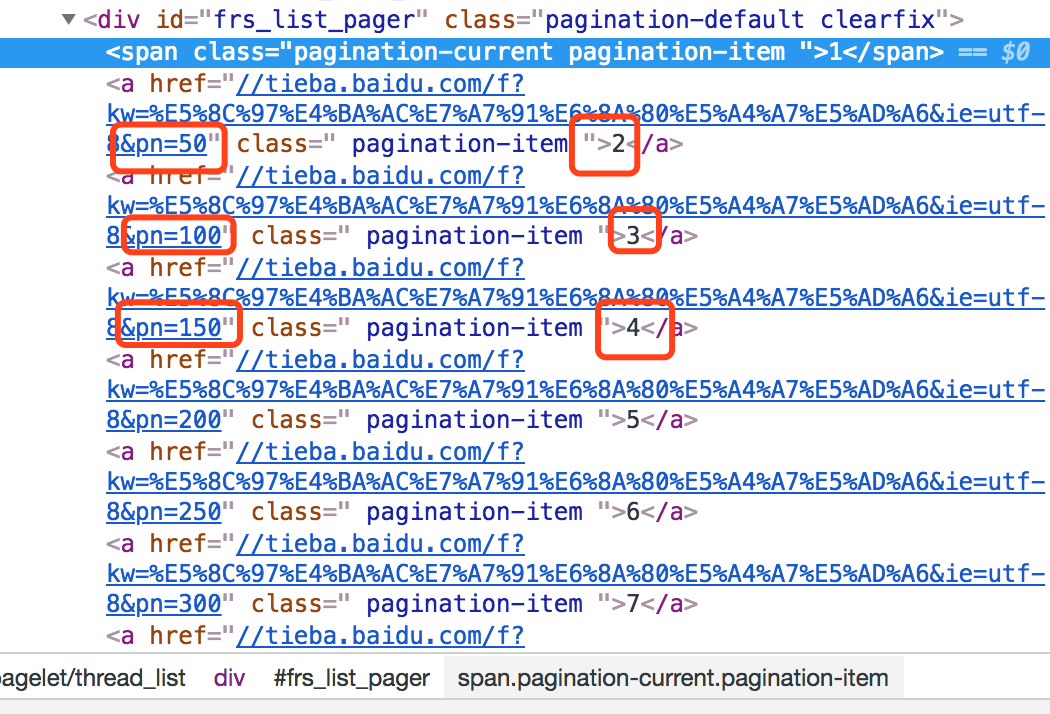 ▼<div id="frs_list_pager" class="pagination-default clearfix">
<span class="pagination-current pagination-item ">1</span> == $0
<a href="//tieba.baidu.com/f?
kw=%E5%8C%97%E4%BA%AC%E7%A7%91%E6%8A%80%E5%A4%A7%E5%AD%A6&ie=utf-
8&pn=50" class=" pagination-item ">2</a>
<a href="//tieba.baidu.com/f?
kw=%E5%8C%97%E4%BA%AC%E7%A7%91%E6%8A%80%E5%A4%A7%E5%AD%A6&ie=utf-
8&pn=100" class=" pagination-item ">3</a>
<a href="//tieba.baidu.com/f?
kw=%E5%8C%97%E4%BA%AC%E7%A7%91%E6%8A%80%E5%A4%A7%E5%AD%A6&ie=utf-
8&pn=150" class=" pagination-item ">4</a>
<a href="//tieba.baidu.com/f?
kw=%E5%8C%97%E4%BA%AC%E7%A7%91%E6%8A%80%E5%A4%A7%E5%AD%A6&ie=utf-
8&pn=200" class=" pagination-item ">5</a>
<a href="//tieba.baidu.com/f?
kw=%E5%8C%97%E4%BA%AC%E7%A7%91%E6%8A%80%E5%A4%A7%E5%AD%A6&ie=utf-
8&pn=250" class=" pagination-item ">6</a>
<a href="//tieba.baidu.com/f?
kw=%E5%8C%97%E4%BA%AC%E7%A7%91%E6%8A%80%E5%A4%A7%E5%AD%A6&ie=utf-
8&pn=300" class=" pagination-item ">7</a>
<a href="//tieba.baidu.com/f?
agelet/thread_list div #frs_list_pager span.pagination-current.pagination-item